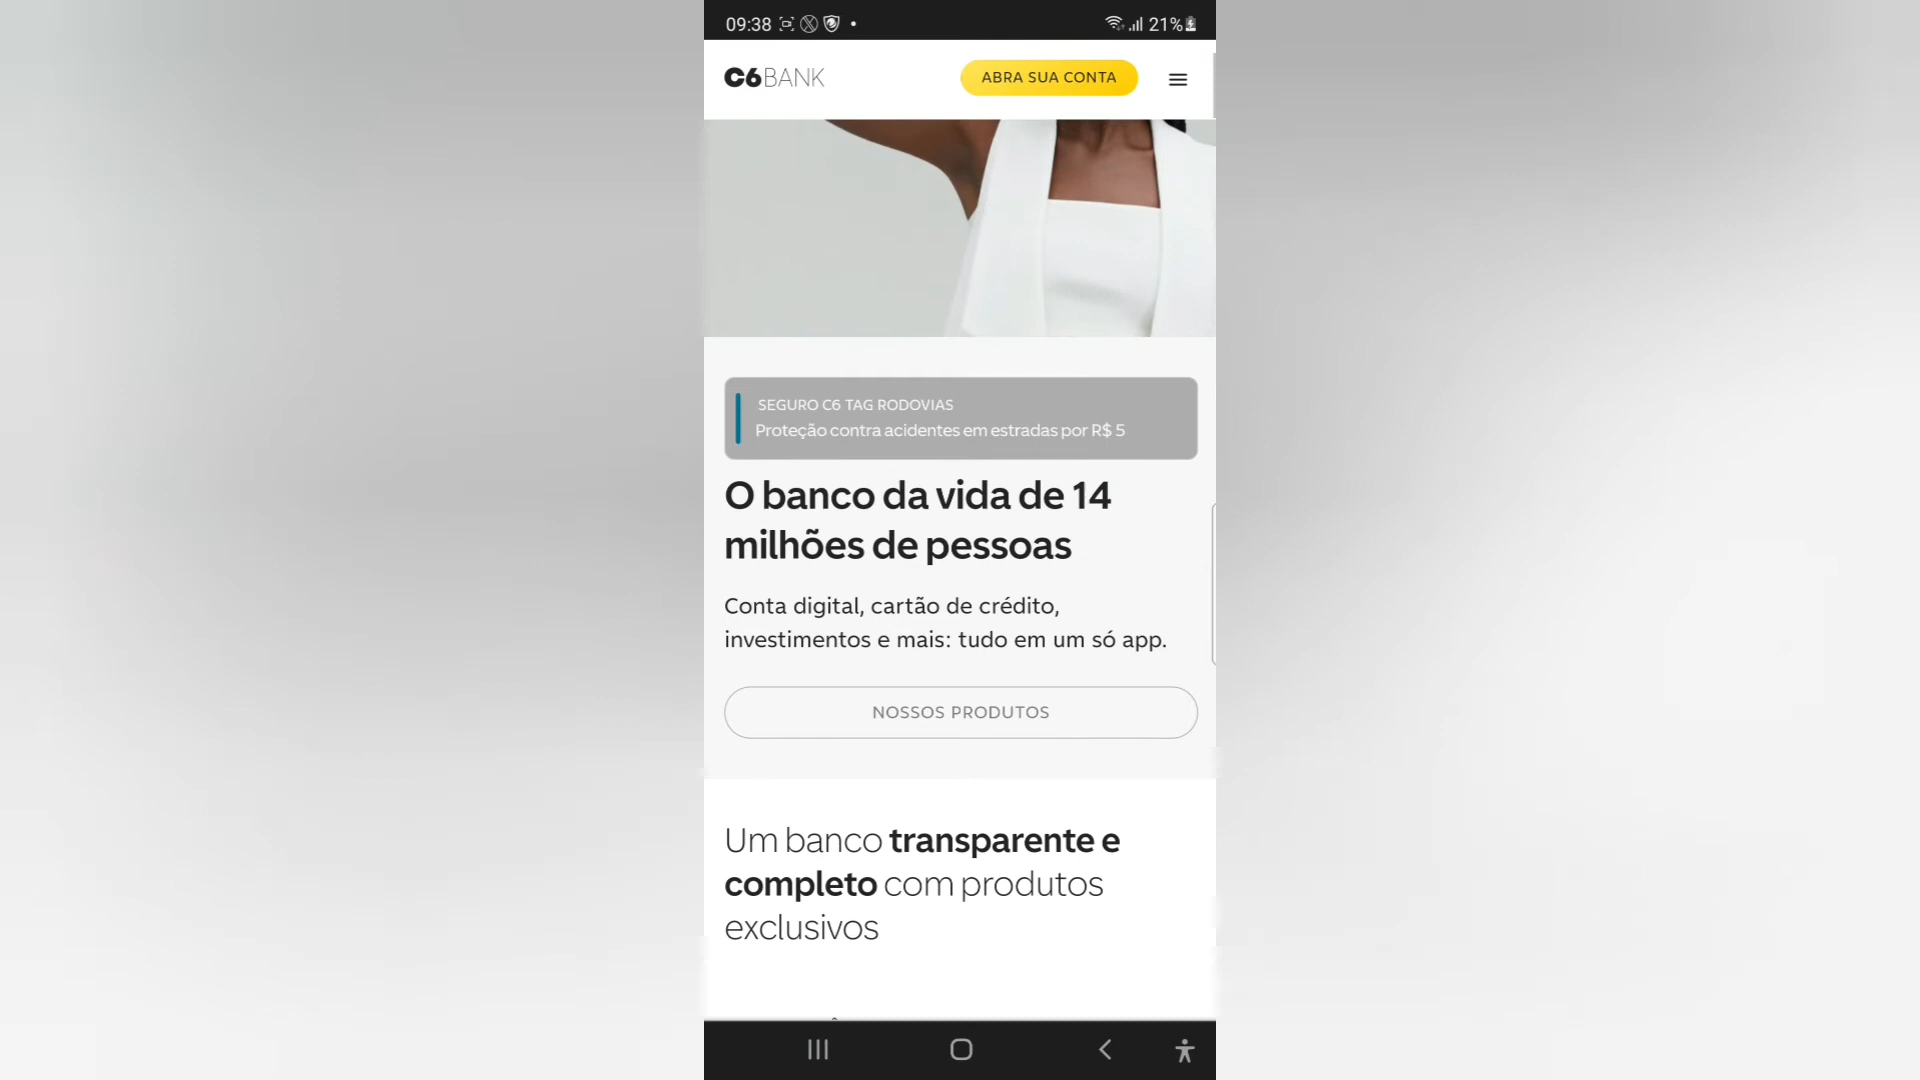 09:38
21%
C6BANK
ABRA SUA CONTA
SEGURO C6 TAG RODOVIAS
Proteção contra acidentes em estradas por R$ 5
O banco da vida de 14
milhões de pessoas
Conta digital, cartão de crédito,
investimentos e mais: tudo em um só app.
NOSSOS PRODUTOS
Um banco transparente e
completo com produtos
exclusivos